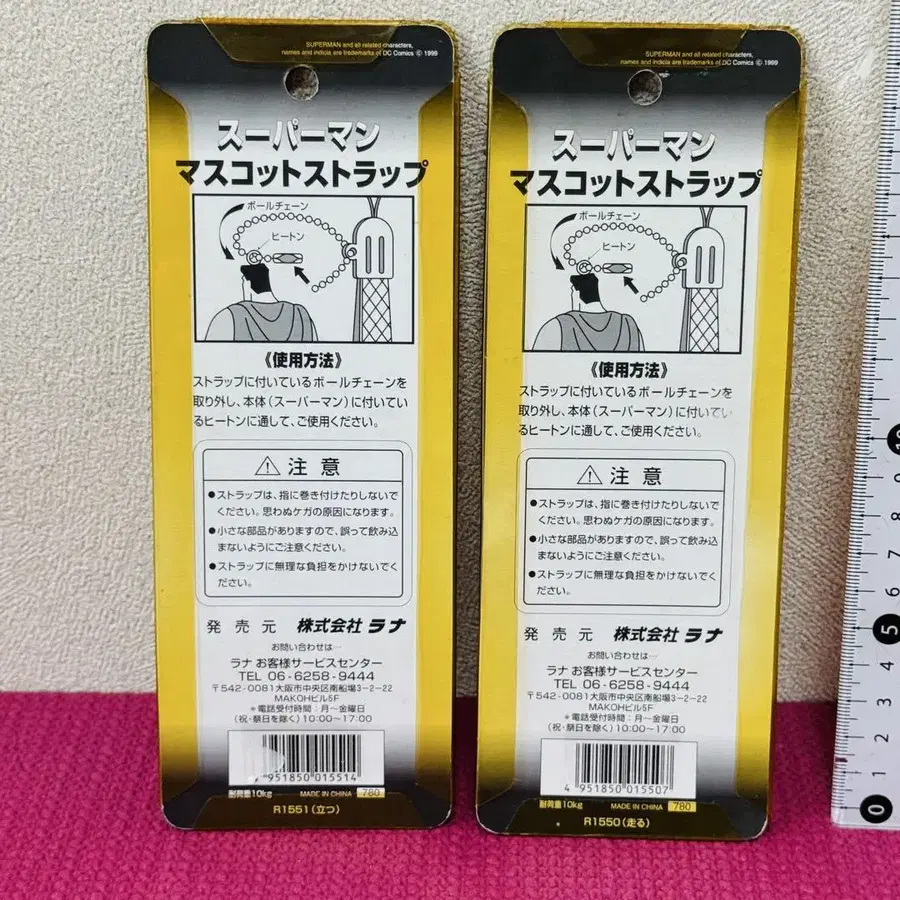 SUPERMAN and all related characters,
names and indicia are trademarks of DC Comics © 1999
スーパーマン
マスコットストラップ
ボールチェーン
ヒートン
《使用方法》
ストラップに付いているボールチェーンを
取り外し、本体（スーパーマン）に付いてい
るヒートンに通して、ご使用ください。
注意
●ストラップは、指に巻き付けたりしないで
ください。思わぬケガの原因になります。
●小さな部品がありますので、誤って飲み込
まないようにご注意ください。
●ストラップに無理な負担をかけないでく
ださい。
発売元 株式会社 ラナ
お問い合わせは…
ラナ お客様サービスセンター
TEL 06-6258-9444
〒542-0081大阪市中央区南船場3-2-22
MAKOHビル5F
＊電話受付時間：月～金曜日
（祝・祭日を除く）10:00～17:00
951850 015514
耐荷重10kg MADE IN CHINA 780
R1551（立つ）
SUPERMAN and all related characters,
names and indicia are trademarks of DC Comics © 1999
スーパーマン
マスコットストラップ
ボールチェーン
ヒートン
《使用方法》
ストラップに付いているボールチェーンを
取り外し、本体（スーパーマン）に付いてい
るヒートンに通して、ご使用ください。
注意
●ストラップは、指に巻き付けたりしないで
ください。思わぬケガの原因になります。
●小さな部品がありますので、誤って飲み込
まないようにご注意ください。
●ストラップに無理な負担をかけないでく
ださい。
発売元 株式会社 ラナ
お問い合わせは…
ラナ お客様サービスセンター
TEL 06-6258-9444
〒542-0081大阪市中央区南船場3-2-22
MAKOHビル5F
＊電話受付時間：月～金曜日
（祝・祭日を除く）10:00～17:00
4 951850 015507
耐荷重10kg MADE IN CHINA 780
R1550（走る）
10
9
8
7
6
5
4
3
2
1
0